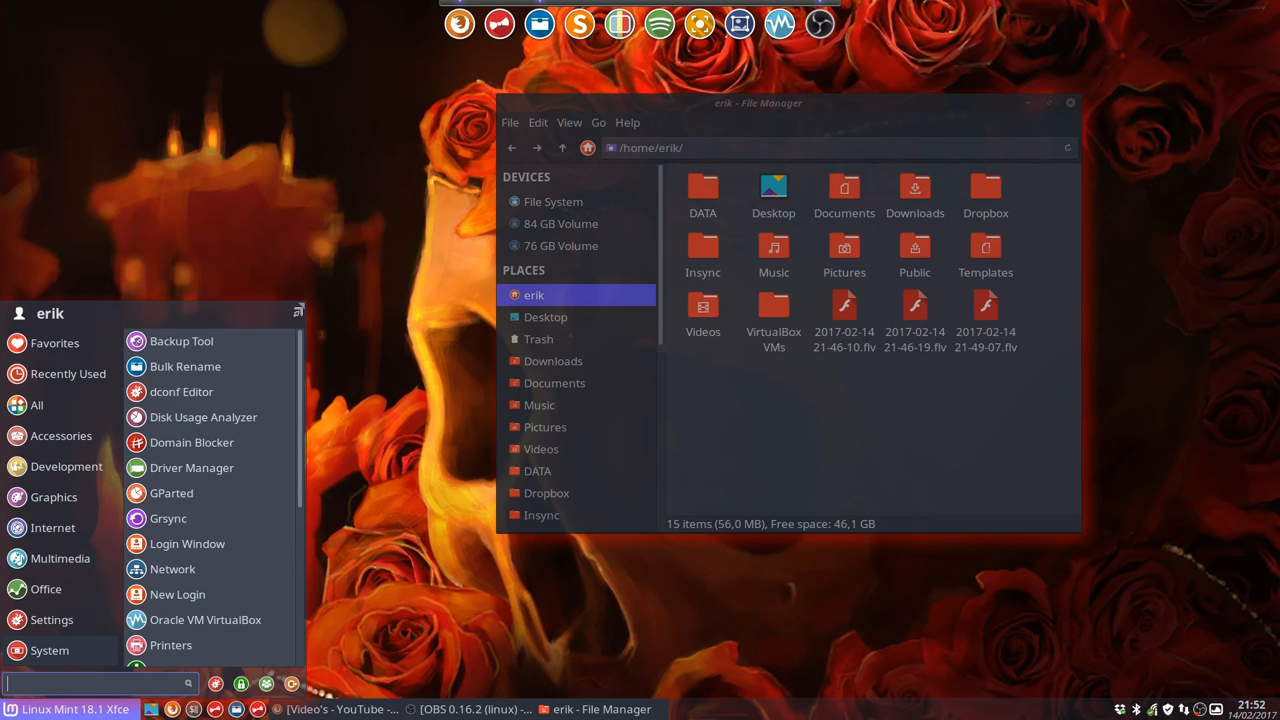 erik - File Manager
File Edit View Go Help
/home/erik/
DEVICES
File System
84 GB Volume
76 GB Volume
PLACES
erik
Desktop
Trash
Downloads
Documents
Music
Pictures
Videos
DATA
Dropbox
Insync
DATA Desktop Documents Downloads Dropbox
Insync Music Pictures Public Templates
Videos VirtualBox 2017-02-14 2017-02-14 2017-02-14
VMs 21-46-10.flv 21-46-19.flv 21-49-07.flv
15 items (56,0 MB), Free space: 46,1 GB
erik
Favorites
Recently Used
All
Accessories
Development
Graphics
Internet
Multimedia
Office
Settings
System
Backup Tool
Bulk Rename
dconf Editor
Disk Usage Analyzer
Domain Blocker
Driver Manager
GParted
Grsync
Login Window
Network
New Login
Oracle VM VirtualBox
Printers
Linux Mint 18.1 Xfce
[Video's - YouTube -...
[OBS 0.16.2 (linux) -...
erik - File Manager
21:52
14/02/2017